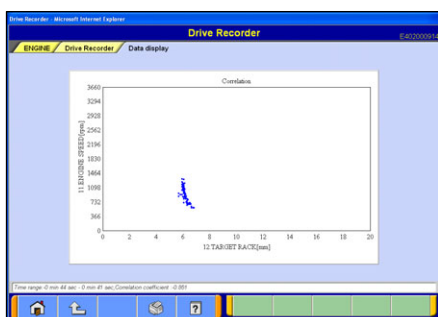 Drive Recorder - Microsoft Internet Explorer
Drive Recorder
E402000914
ENGINE
Drive Recorder
Data display
Correlation
3660
3294
2928
2562
2196
1830
1464
1098
732
366
0
11.ENGINE SPEED[rpm]
0 2 4 6 8 10 12 14 16 18 20
12.TARGET RACK[mm]
Time range -0 min 44 sec - 0 min 41 sec,Correlation coefficient -0.801
?